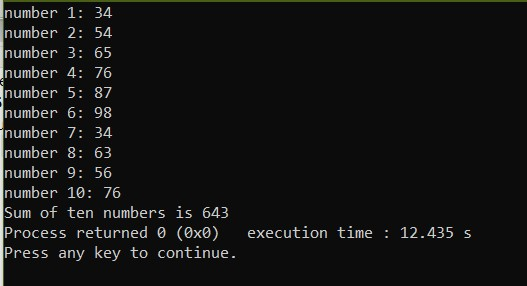 number 1: 34
number 2: 54
number 3: 65
number 4: 76
number 5: 87
number 6: 98
number 7: 34
number 8: 63
number 9: 56
number 10: 76
Sum of ten numbers is 643
Process returned 0 (0x0)   execution time : 12.435 s
Press any key to continue.